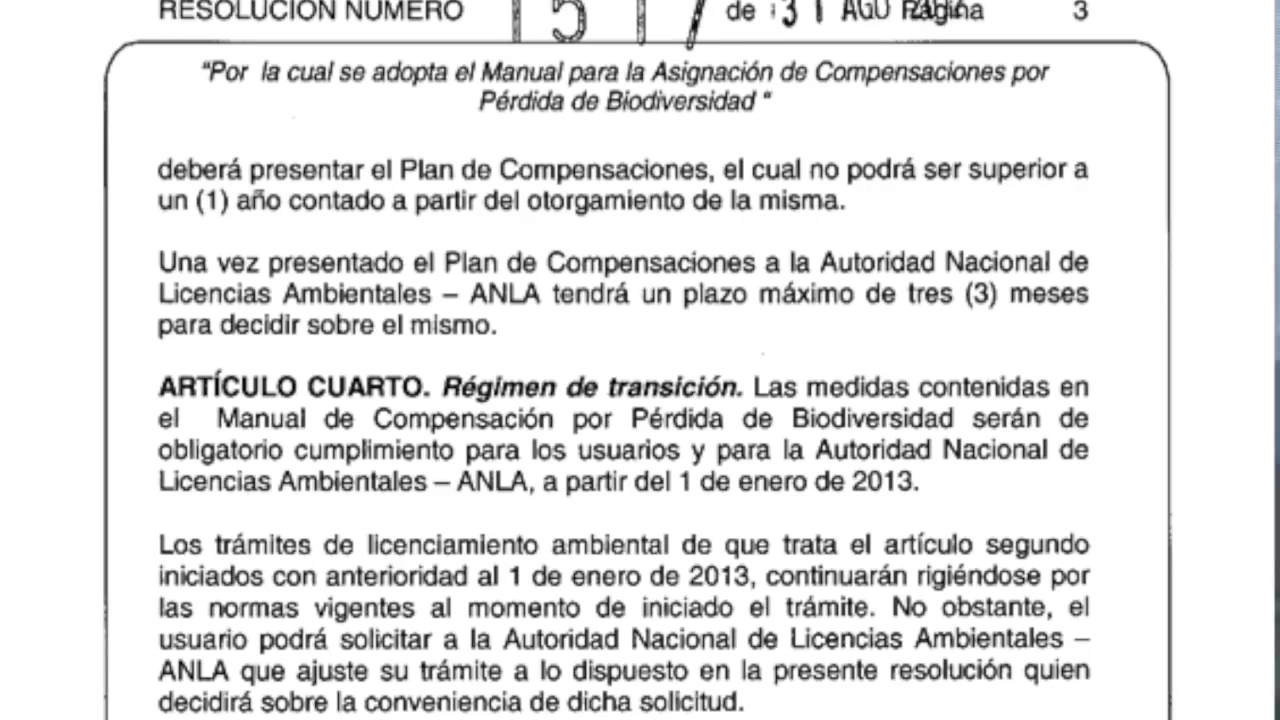 RESOLUCIÓN NÚMERO 1517 de 31 AGO Página 3
"Por la cual se adopta el Manual para la Asignación de Compensaciones por
Pérdida de Biodiversidad "
deberá presentar el Plan de Compensaciones, el cual no podrá ser superior a
un (1) año contado a partir del otorgamiento de la misma.
Una vez presentado el Plan de Compensaciones a la Autoridad Nacional de
Licencias Ambientales – ANLA tendrá un plazo máximo de tres (3) meses
para decidir sobre el mismo.
ARTÍCULO CUARTO. Régimen de transición. Las medidas contenidas en
el Manual de Compensación por Pérdida de Biodiversidad serán de
obligatorio cumplimiento para los usuarios y para la Autoridad Nacional de
Licencias Ambientales – ANLA, a partir del 1 de enero de 2013.
Los trámites de licenciamiento ambiental de que trata el artículo segundo
iniciados con anterioridad al 1 de enero de 2013, continuarán rigiéndose por
las normas vigentes al momento de iniciado el trámite. No obstante, el
usuario podrá solicitar a la Autoridad Nacional de Licencias Ambientales –
ANLA que ajuste su trámite a lo dispuesto en la presente resolución quien
decidirá sobre la conveniencia de dicha solicitud.